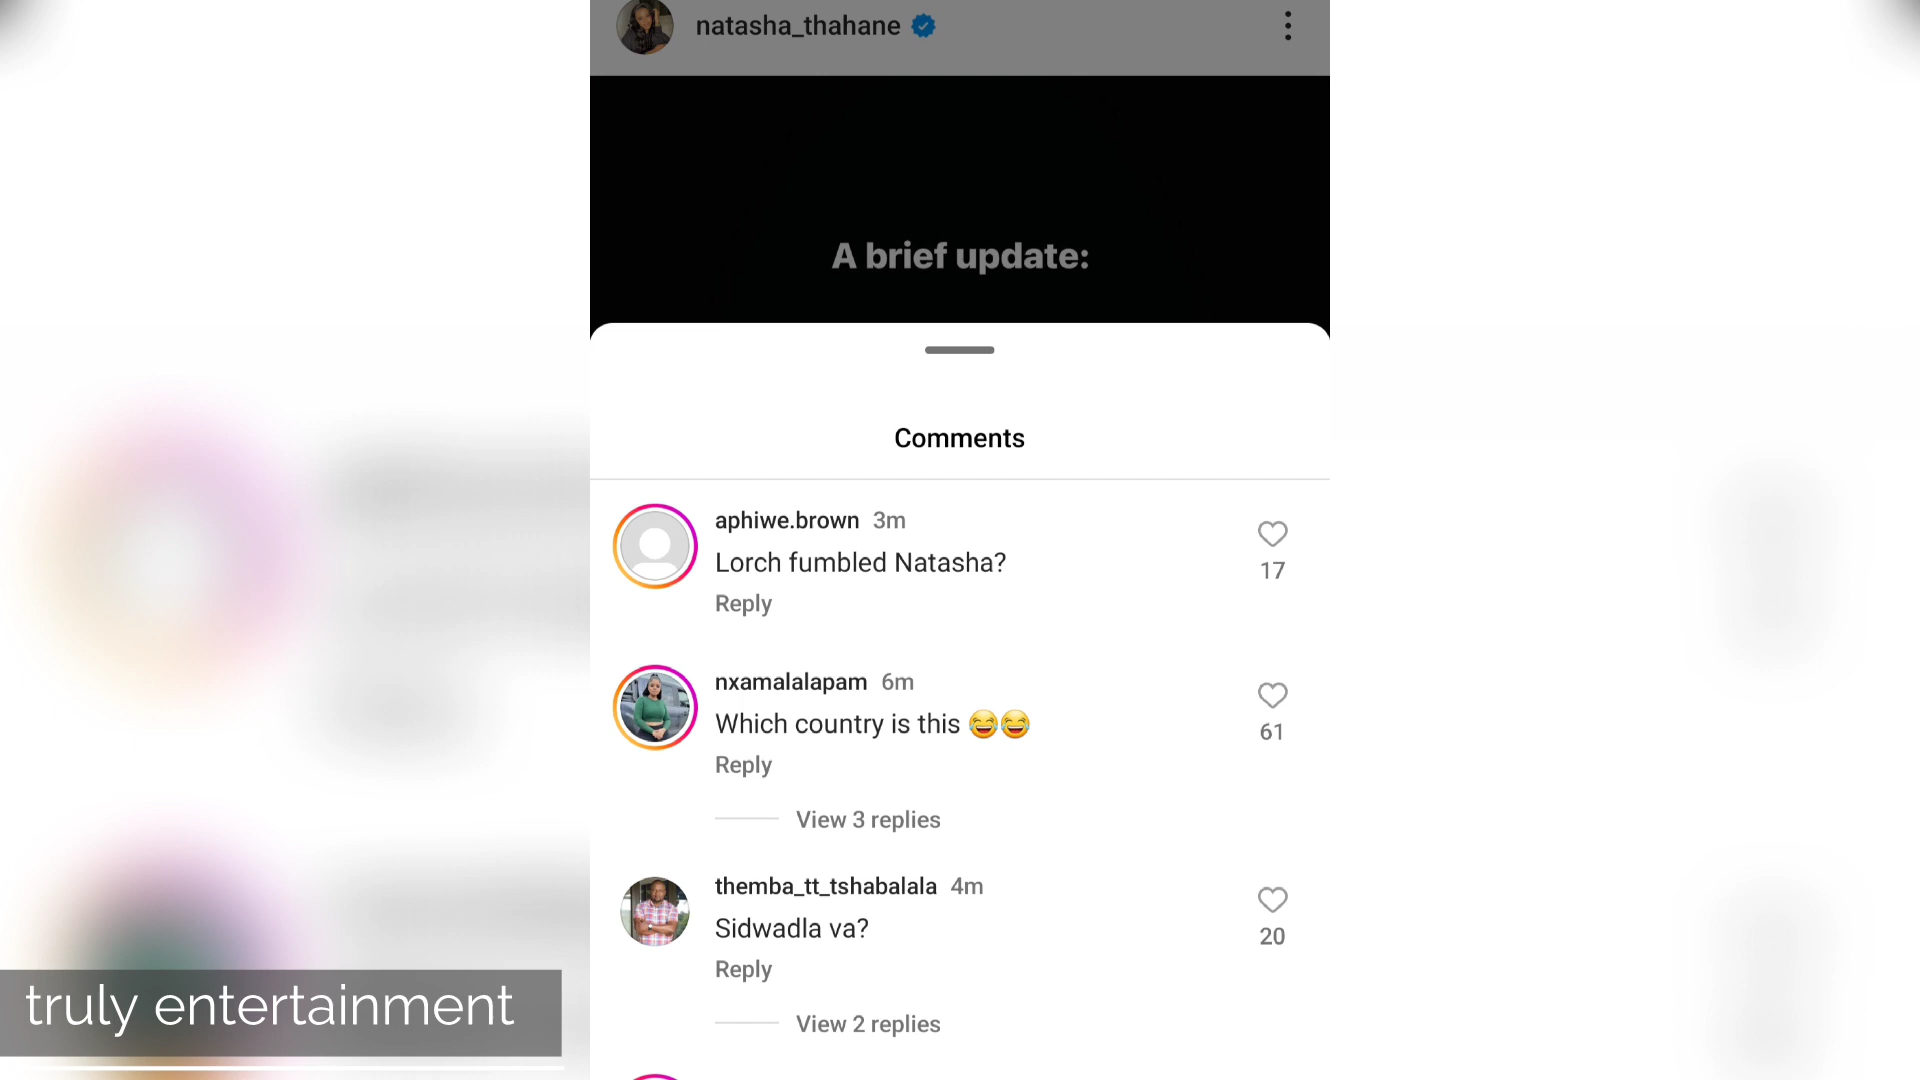 natasha_thahane
A brief update:
Comments
aphiwe.brown 3m
Lorch fumbled Natasha?
17
Reply
nxamalalapam 6m
Which country is this 😂😂
61
Reply
View 3 replies
themba_tt_tshabalala 4m
Sidwadla va?
20
Reply
View 2 replies
truly entertainment